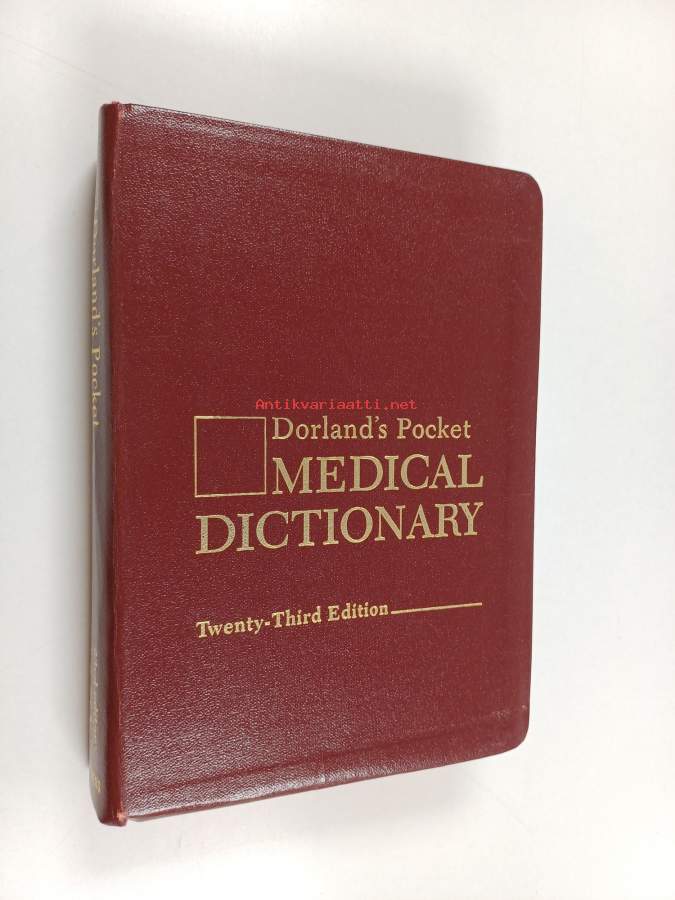 Antikvariaatti.net
Dorland's Pocket
MEDICAL
DICTIONARY
Twenty-Third Edition
Dorland's Pocket